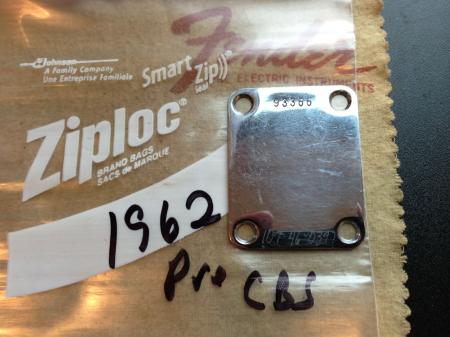 Fender
ELECTRIC INSTRUMENTS
Johnson
A Family Company
Une Entreprise Familiale
Smart Zip
Seal
93366
Ziploc®
BRAND BAGS
SACS de MARQUE
1962
Pre CBS